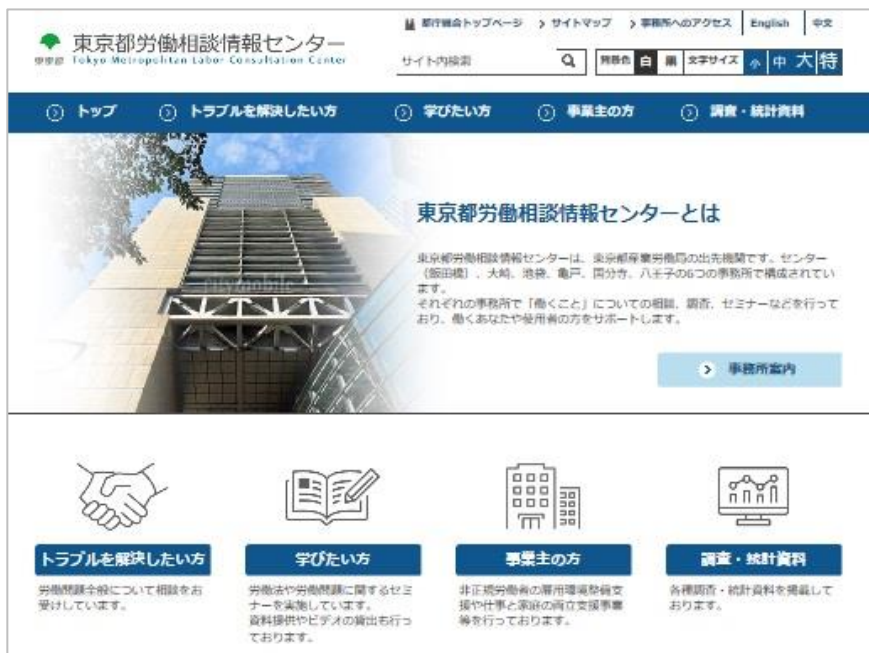 都庁総合トップページ サイトマップ 事務所へのアクセス English 中文
東京都 東京都労働相談情報センター
Tokyo Metropolitan Labor Consultation Center
サイト内検索 背景色 白 黒 文字サイズ 小 中 大 特
トップ トラブルを解決したい方 学びたい方 事業主の方 調査・統計資料
東京都労働相談情報センターとは
東京都労働相談情報センターは、東京都産業労働局の出先機関です。センター
（飯田橋）、大崎、池袋、亀戸、国分寺、八王子の6つの事務所で構成されてい
ます。
それぞれの事務所で「働くこと」についての相談、調査、セミナーなどを行って
おり、働くあなたや使用者の方をサポートします。
事務所案内
トラブルを解決したい方
労働問題全般について相談をお
受けしています。
学びたい方
労働法や労働問題に関するセミ
ナーを実施しています。
資料提供やビデオの貸出も行っ
ております。
事業主の方
非正規労働者の雇用環境整備支
援や仕事と家庭の両立支援事業
等を行っております。
調査・統計資料
各種調査・統計資料を掲載して
おります。